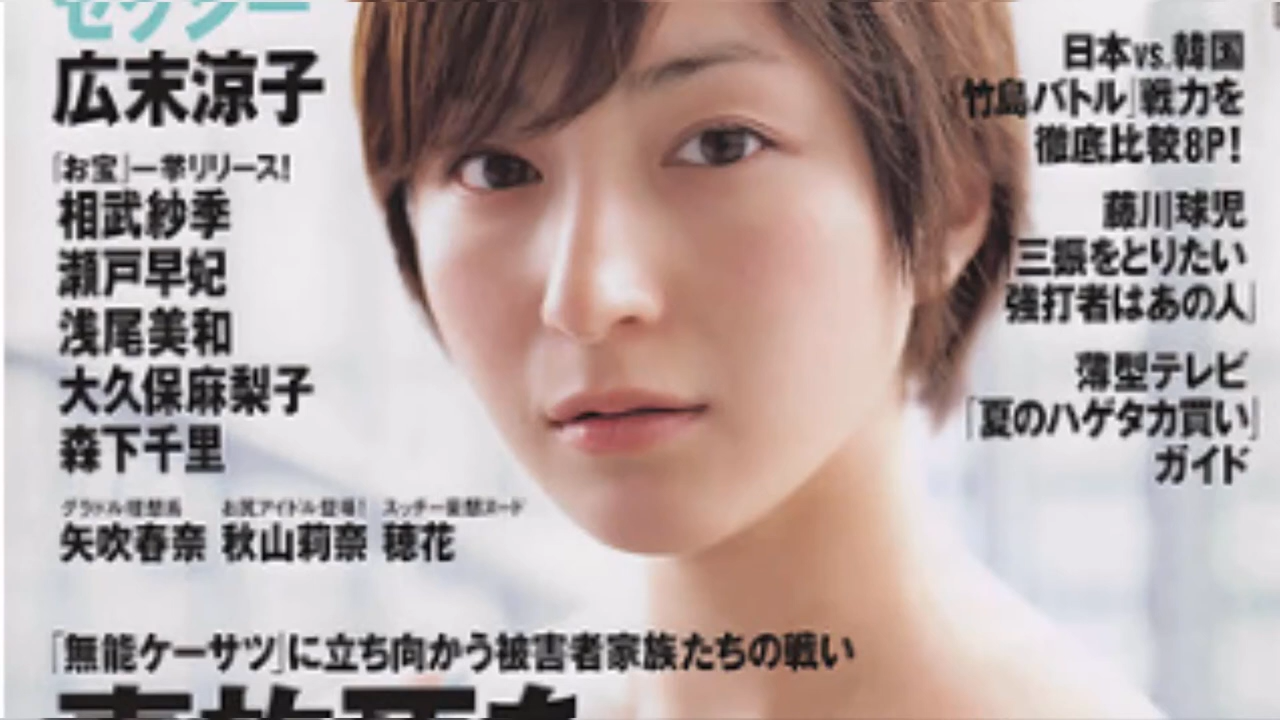 セクシー
広末涼子
「お宝」一挙リリース!
相武紗季
瀬戸早妃
浅尾美和
大久保麻梨子
森下千里
グラドル理想系 お尻アイドル登場! スッチー妄想ヌード
矢吹春奈 秋山莉奈 穂花
「無能ケーサツ」に立ち向かう被害者家族たちの戦い
日本vs.韓国
竹島バトル」戦力を
徹底比較8P!
藤川球児
三振をとりたい
強打者はあの人」
薄型テレビ
「夏のハゲタカ買い」
ガイド